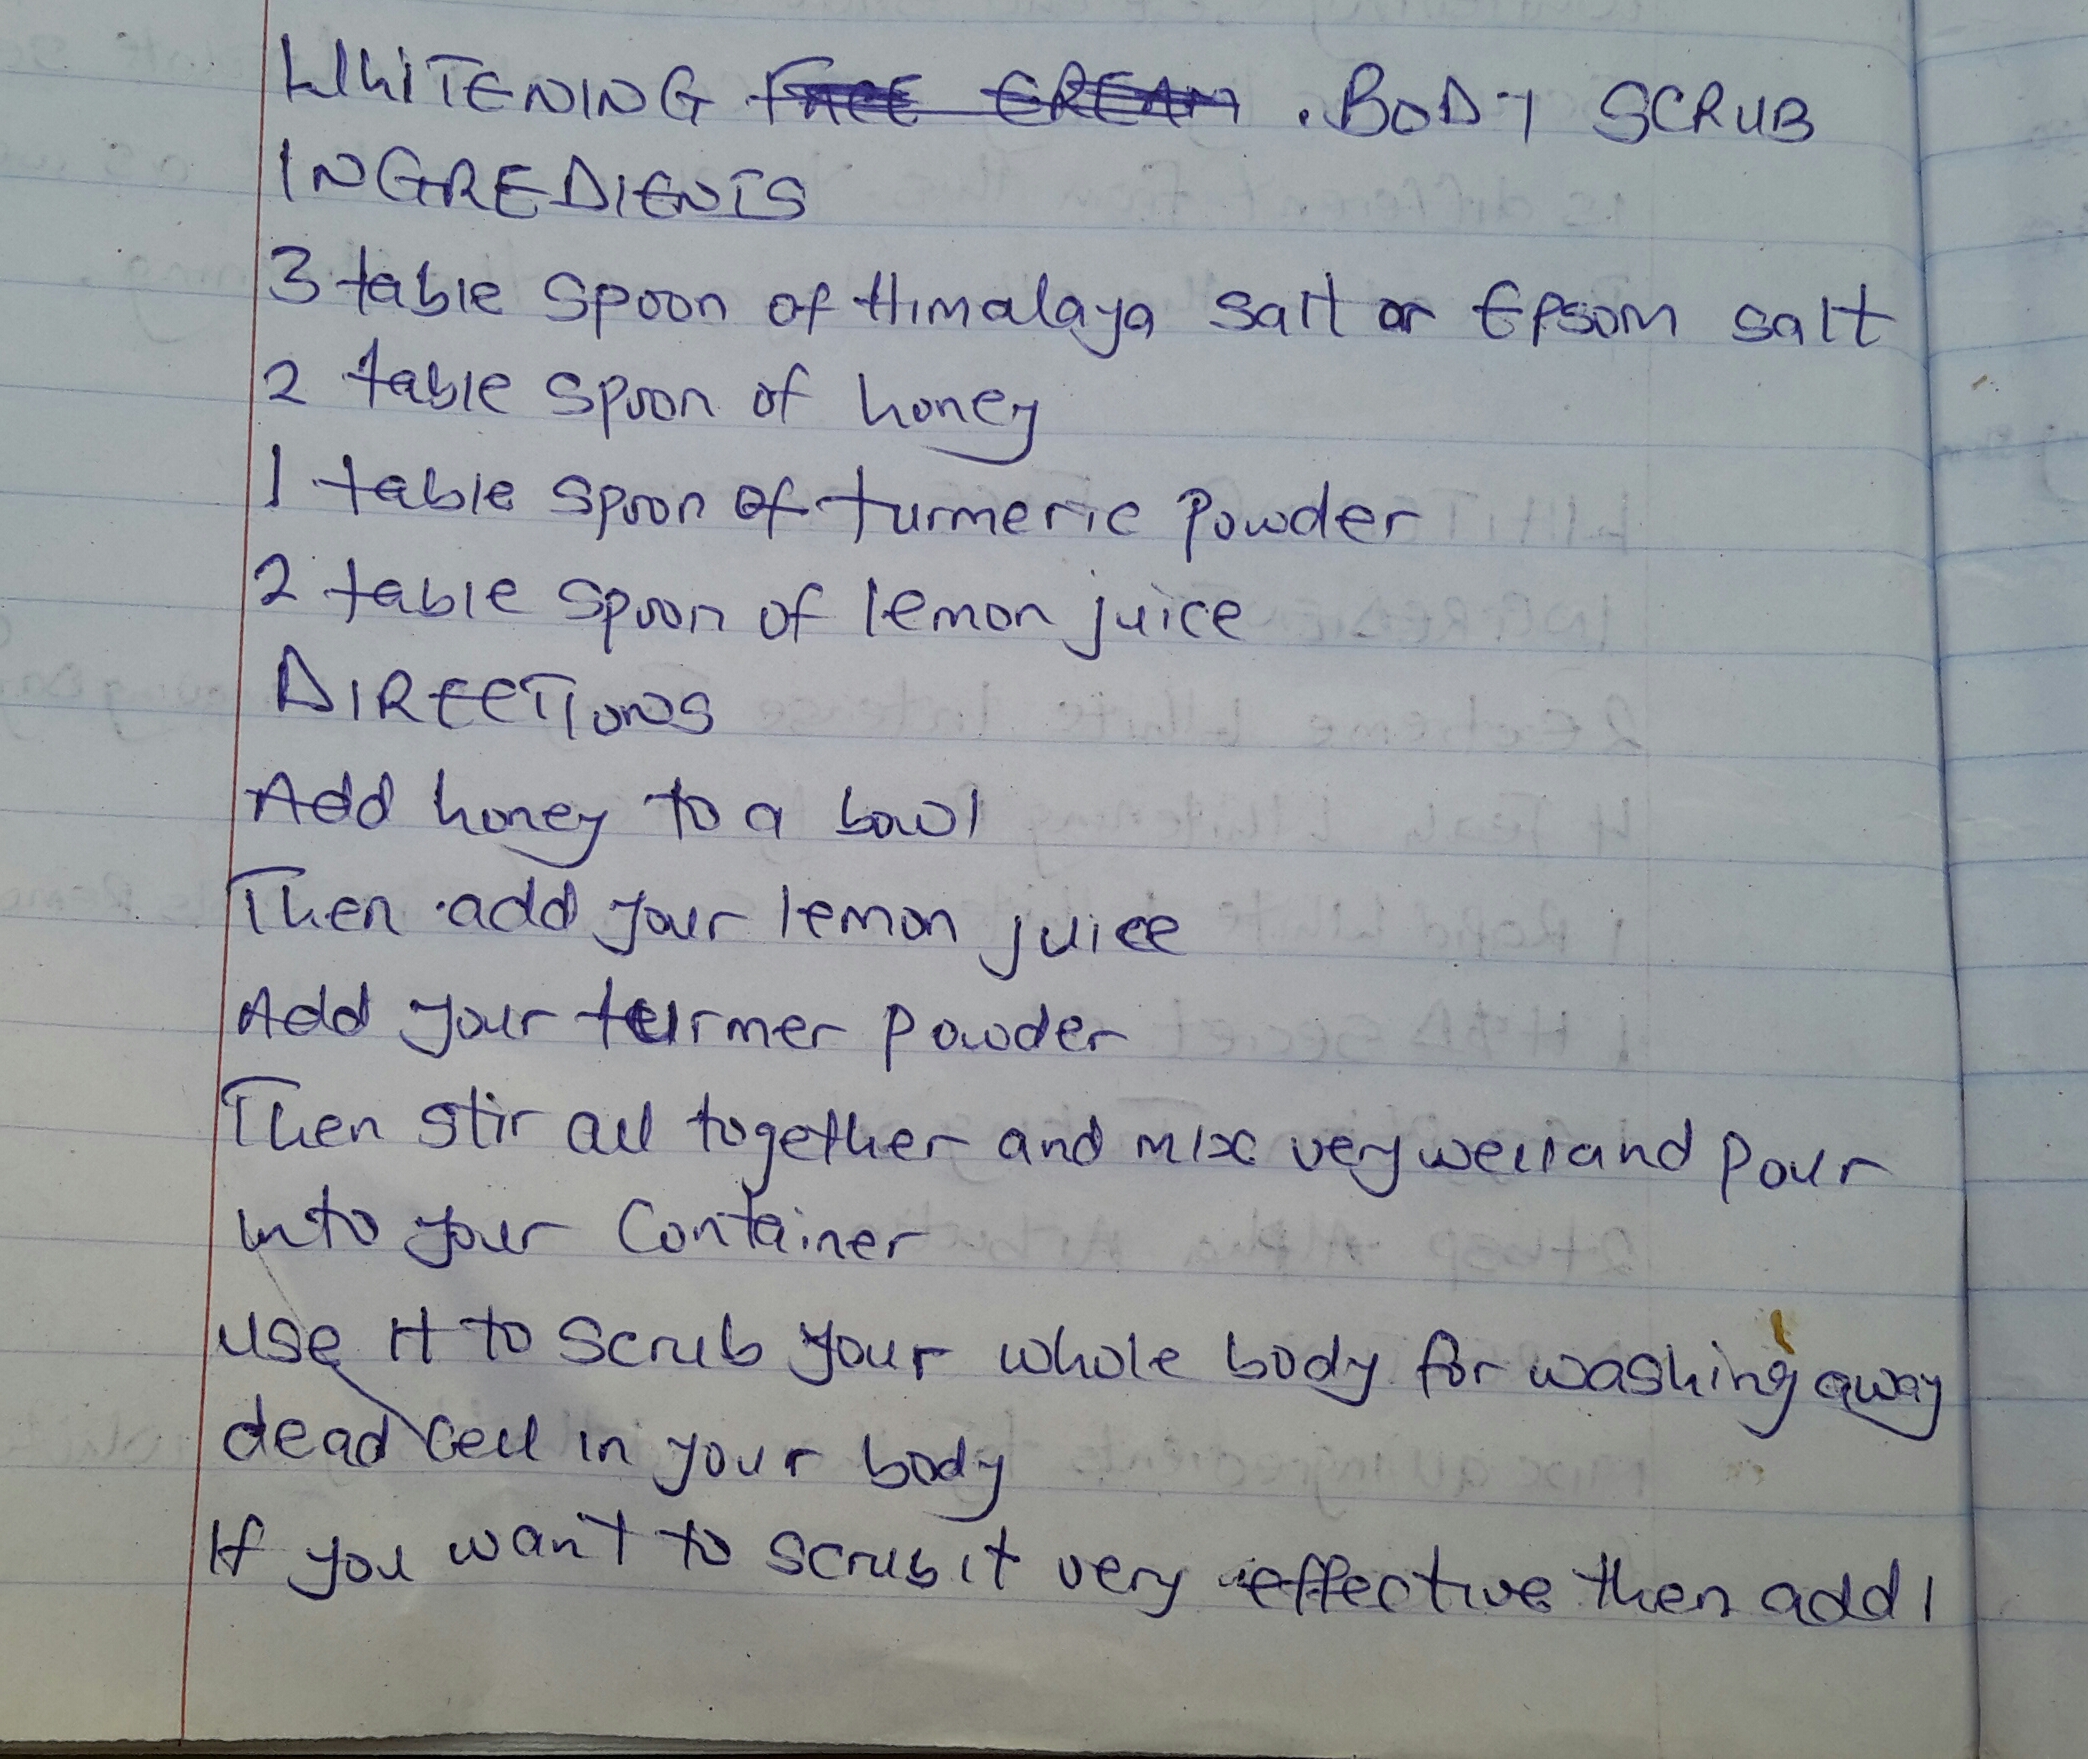 WHITENING FACE CREAM . BODY SCRUB
INGREDIENTS
3 table spoon of Himalaya salt or Epsom salt
2 table spoon of honey
1 table spoon of turmeric powder
2 table spoon of lemon juice
DIRECTIONS
Add honey to a bowl
Then add your lemon juice
Add your turmer powder
Then stir all together and mix very well and pour
into your Container
use it to scrub your whole body for washing away
dead cell in your body
If you want to scrub it very effective then add 1